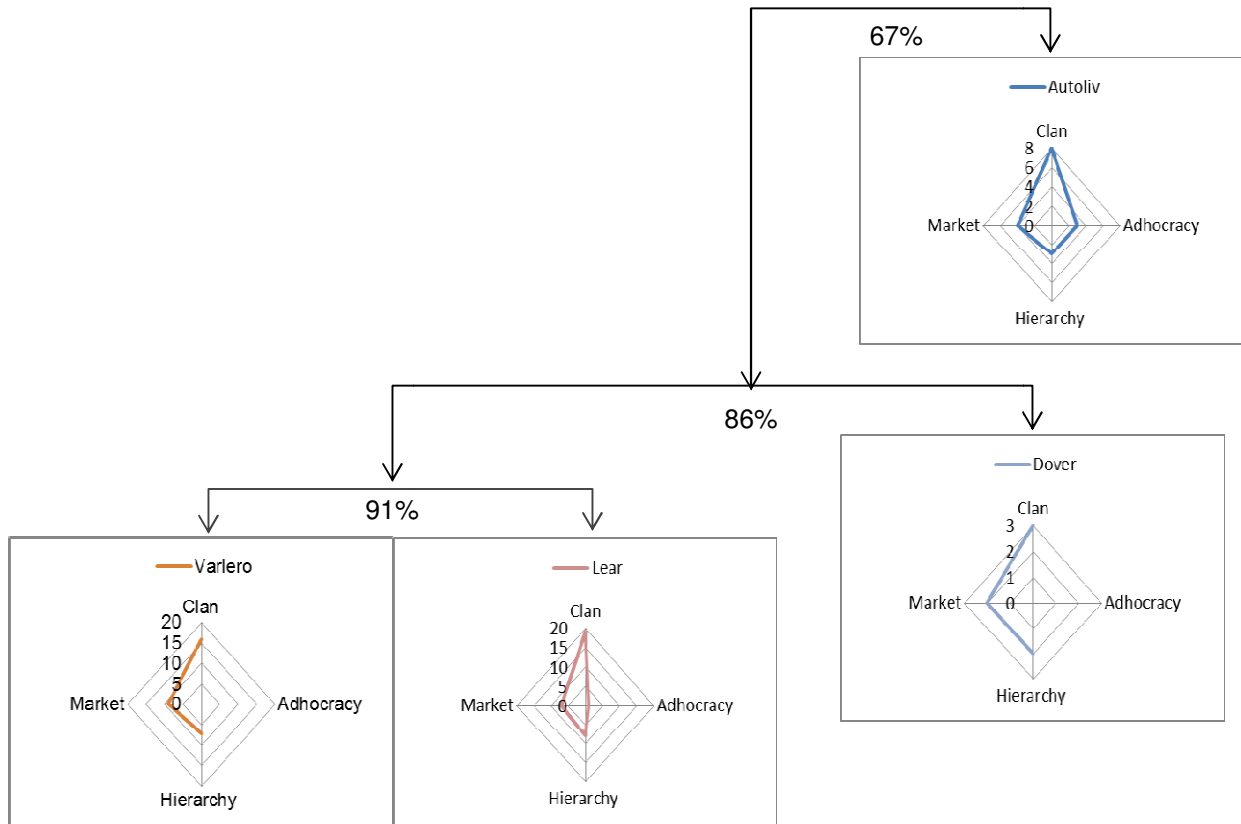 67%
Autoliv
Clan
8
6
4
2
0
Market
Adhocracy
Hierarchy
86%
Dover
Clan
3
2
1
0
Market
Adhocracy
Hierarchy
91%
Varlero
Clan
20
15
10
5
0
Market
Adhocracy
Hierarchy
Lear
Clan
20
15
10
5
0
Market
Adhocracy
Hierarchy